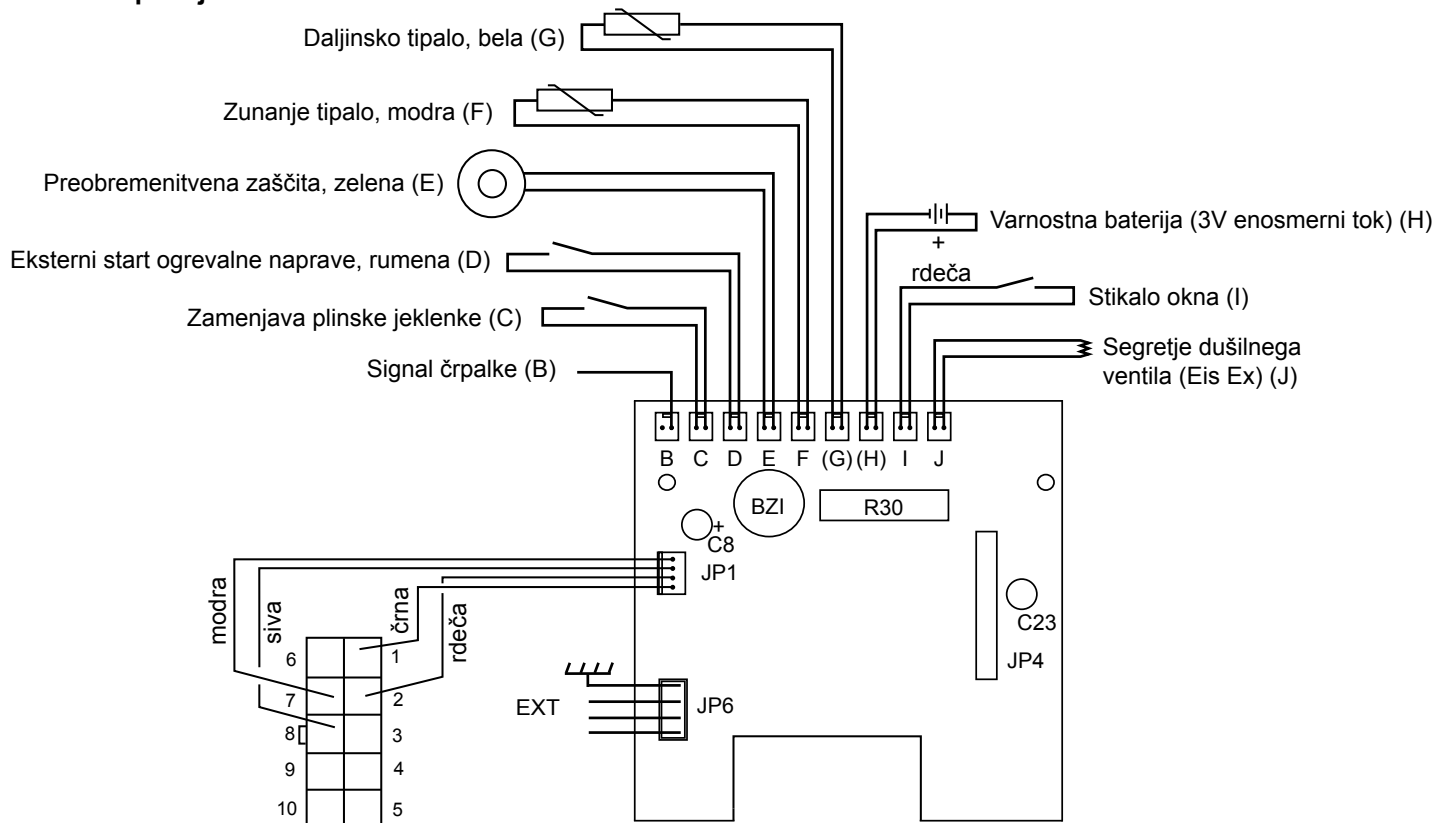 Daljinsko tipalo, bela (G)
Zunanje tipalo, modra (F)
Preobremenitvena zaščita, zelena (E)
Eksterni start ogrevalne naprave, rumena (D)
Zamenjava plinske jeklenke (C)
Signal črpalke (B)
Varnostna baterija (3V enosmerni tok) (H)
+
rdeča
Stikalo okna (I)
Segretje dušilnega
ventila (Eis Ex) (J)
B C D E F (G) (H) I J
BZI
R30
+
C8
JP1
C23
JP4
JP6
EXT
modra
siva
črna
rdeča
6 1
7 2
8 3
9 4
10 5